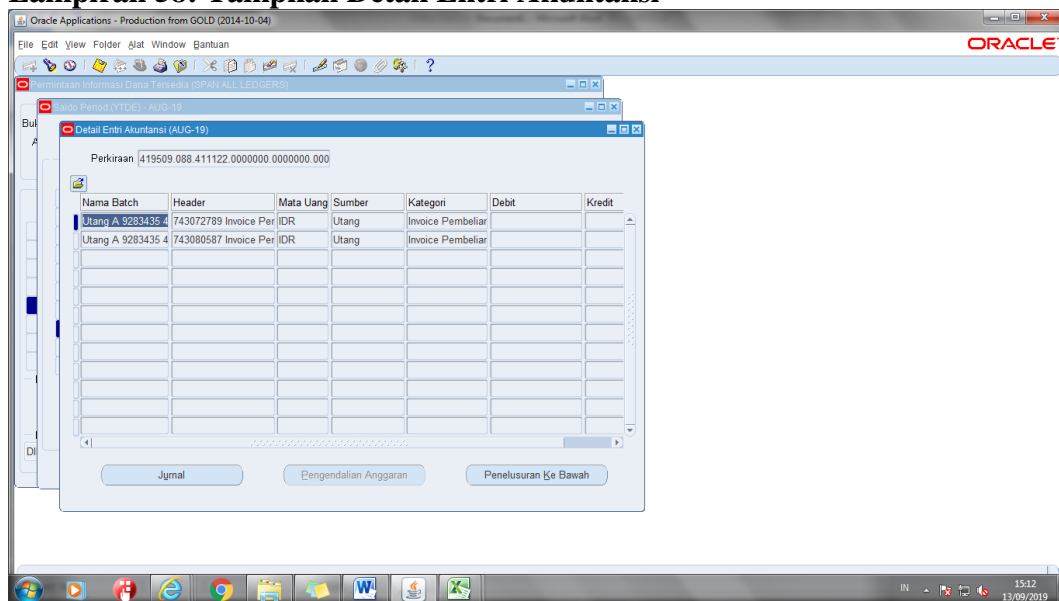 Lampiran 38. Tampilan Detail Entri Akuntansi
Oracle Applications - Production from GOLD (2014-10-04)
File Edit View Folder Alat Window Bantuan
ORACLE
Permintaan Informasi Dana Tersedia (SPAN ALL LEDGERS)
Saldo Period (YTDE) - AUG-19
Detail Entri Akuntansi (AUG-19)
Perkiraan 419509.088.411122.0000000.0000000.000
Nama Batch Header Mata Uang Sumber Kategori Debit Kredit
Utang A 9283435 4 743072789 Invoice Per IDR Utang Invoice Pembelian
Utang A 9283435 4 743080587 Invoice Per IDR Utang Invoice Pembelian
Jurnal Pengendalian Anggaran Penelusuran Ke Bawah
IN 15:12
13/09/2019